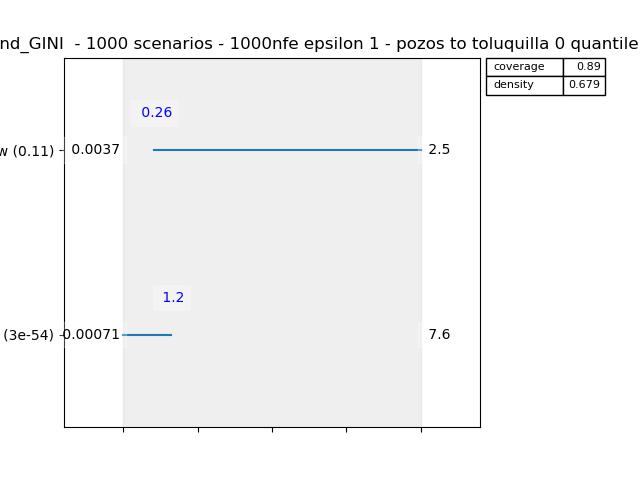 nd_GINI - 1000 scenarios - 1000nfe epsilon 1 - pozos to toluquilla 0 quantile
coverage 0.89
density 0.679
0.26
w (0.11) 0.0037 2.5
1.2
(3e-54) 0.00071 7.6